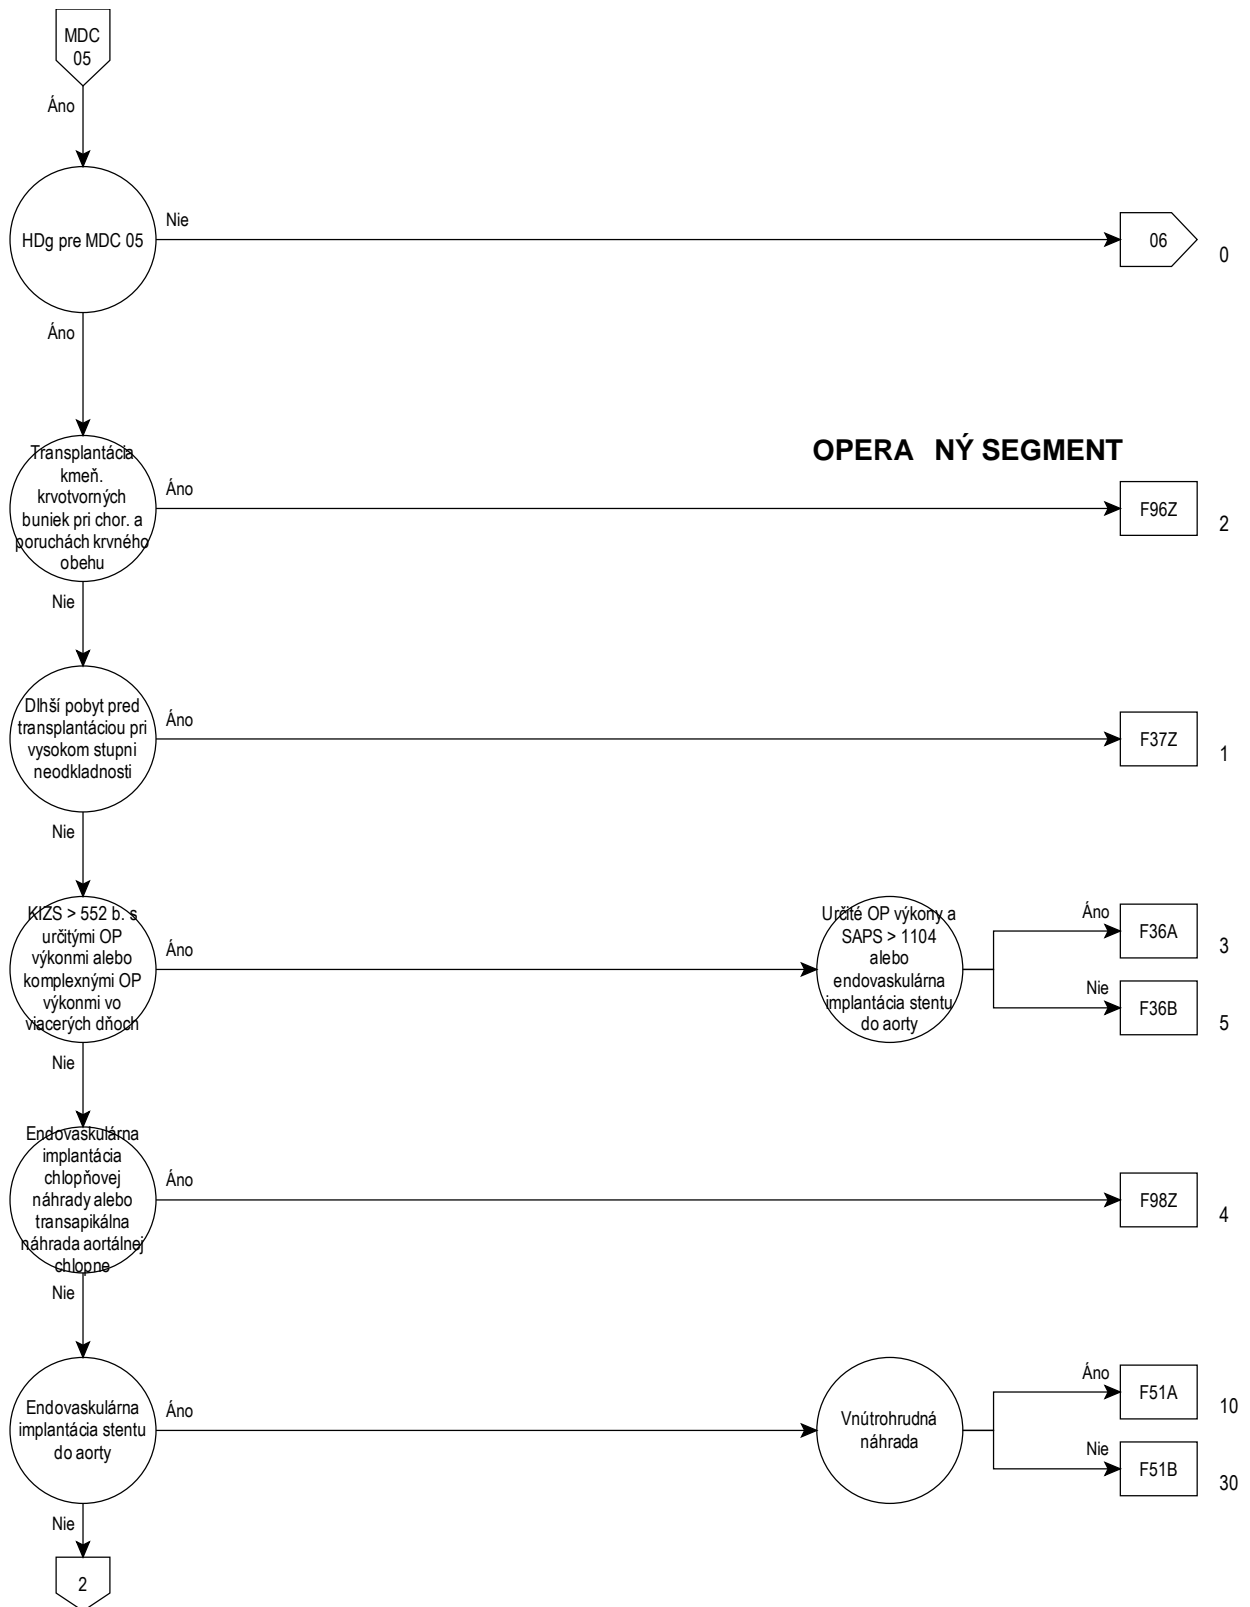 MDC
05
Áno
HDg pre MDC 05
Nie
06
0
Áno
OPERA NÝ SEGMENT
Transplantácia
kmeň.
krvotvorných
buniek pri chor. a
poruchách krvného
obehu
Áno
F96Z
2
Nie
Dlhší pobyt pred
transplantáciou pri
vysokom stupni
neodkladnosti
Áno
F37Z
1
Nie
KIZS > 552 b. s
určitými OP
výkonmi alebo
komplexnými OP
výkonmi vo
viacerých dňoch
Áno
Určité OP výkony a
SAPS > 1104
alebo
endovaskulárna
implantácia stentu
do aorty
Áno
F36A
3
Nie
F36B
5
Nie
Endovaskulárna
implantácia
chlopňovej
náhrady alebo
transapikálna
náhrada aortálnej
chlopne
Áno
F98Z
4
Nie
Endovaskulárna
implantácia stentu
do aorty
Áno
Vnútrohrudná
náhrada
Áno
F51A
10
Nie
F51B
30
Nie
2